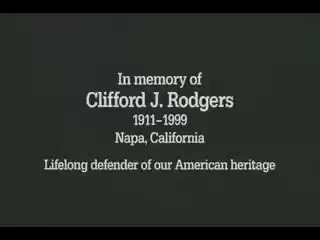 In memory of
Clifford J. Rodgers
1911–1999
Napa, California
Lifelong defender of our American heritage